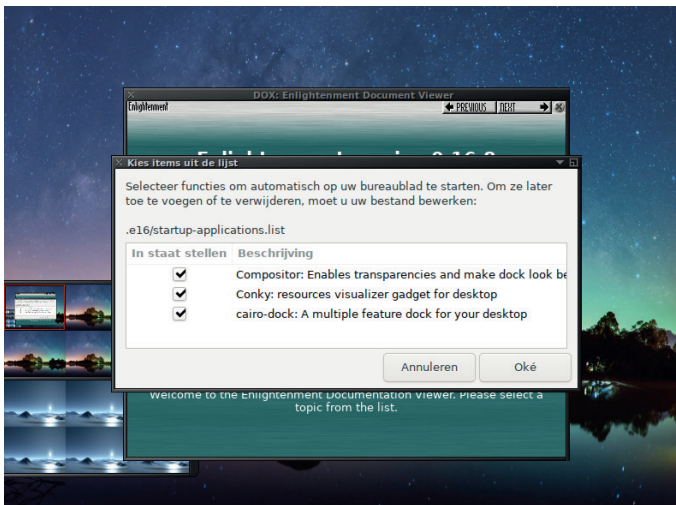 DOX: Enlightenment Document Viewer
Enlightenment
PREVIOUS NEXT
Kies items uit de lijst
Selecteer functies om automatisch op uw bureaublad te starten. Om ze later
toe te voegen of te verwijderen, moet u uw bestand bewerken:
.e16/startup-applications.list
In staat stellen Beschrijving
Compositor: Enables transparencies and make dock look be
Conky: resources visualizer gadget for desktop
cairo-dock: A multiple feature dock for your desktop
Annuleren Oké
Welcome to the Enlightenment Documentation Viewer. Please select a
topic from the list.